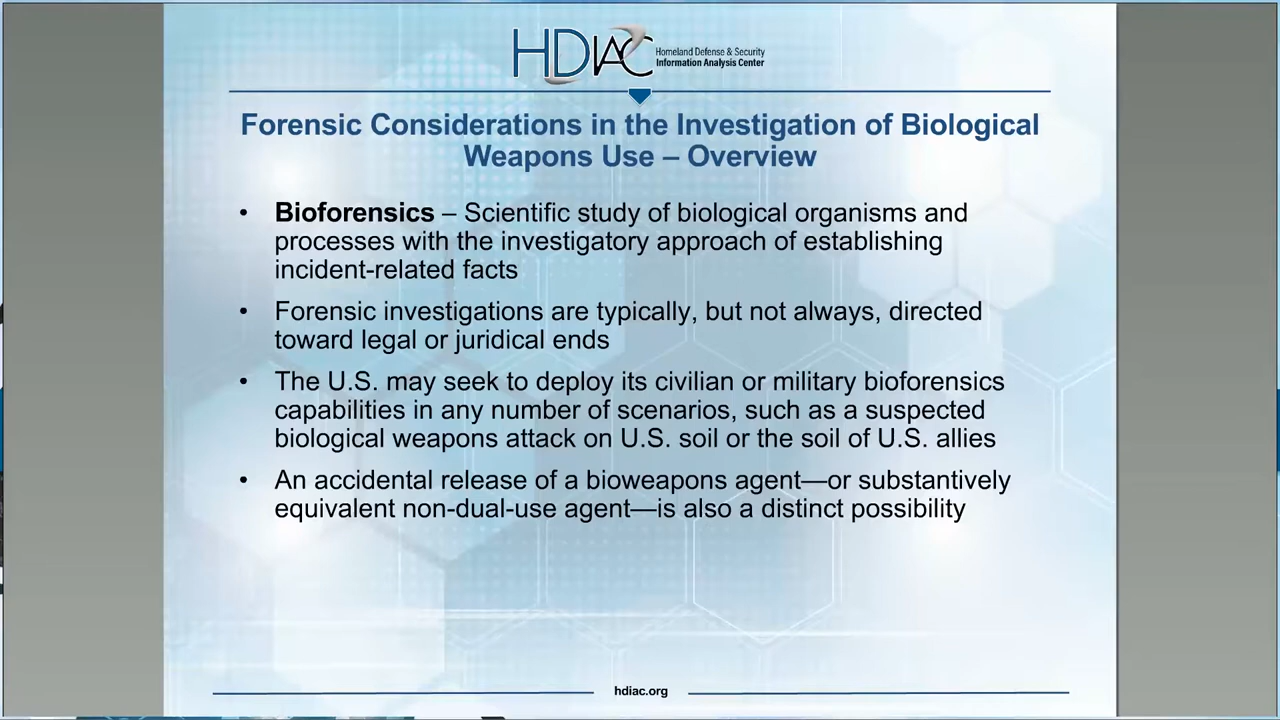 HDIAC Homeland Defense & Security
Information Analysis Center
Forensic Considerations in the Investigation of Biological
Weapons Use – Overview
• Bioforensics – Scientific study of biological organisms and
processes with the investigatory approach of establishing
incident-related facts
• Forensic investigations are typically, but not always, directed
toward legal or juridical ends
• The U.S. may seek to deploy its civilian or military bioforensics
capabilities in any number of scenarios, such as a suspected
biological weapons attack on U.S. soil or the soil of U.S. allies
• An accidental release of a bioweapons agent—or substantively
equivalent non-dual-use agent—is also a distinct possibility
hdiac.org